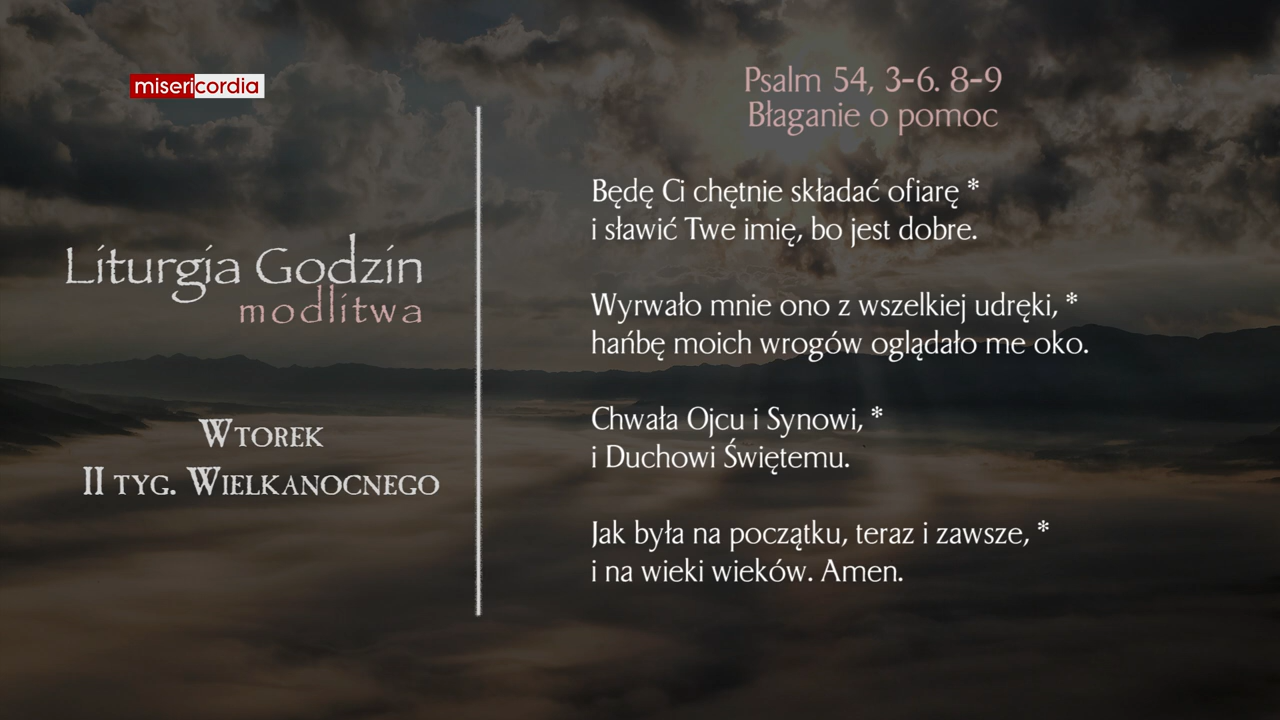 misericordia
Liturgia Godzin
modlitwa
Wtorek
II tyg. Wielkanocnego
Psalm 54, 3-6. 8-9
Błaganie o pomoc
Będę Ci chętnie składać ofiarę *
i sławić Twe imię, bo jest dobre.
Wyrwało mnie ono z wszelkiej udręki, *
hańbę moich wrogów oglądało me oko.
Chwała Ojcu i Synowi, *
i Duchowi Świętemu.
Jak była na początku, teraz i zawsze, *
i na wieki wieków. Amen.